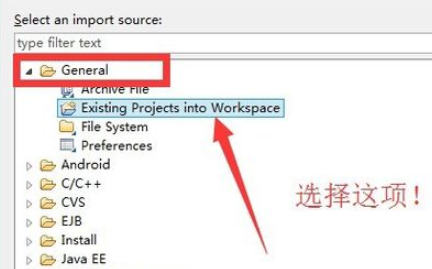 Select an import source:
type filter text
General
Archive File
Existing Projects into Workspace
File System
Preferences
Android
C/C++
CVS
EJB
Install
Java EE
选择这项!